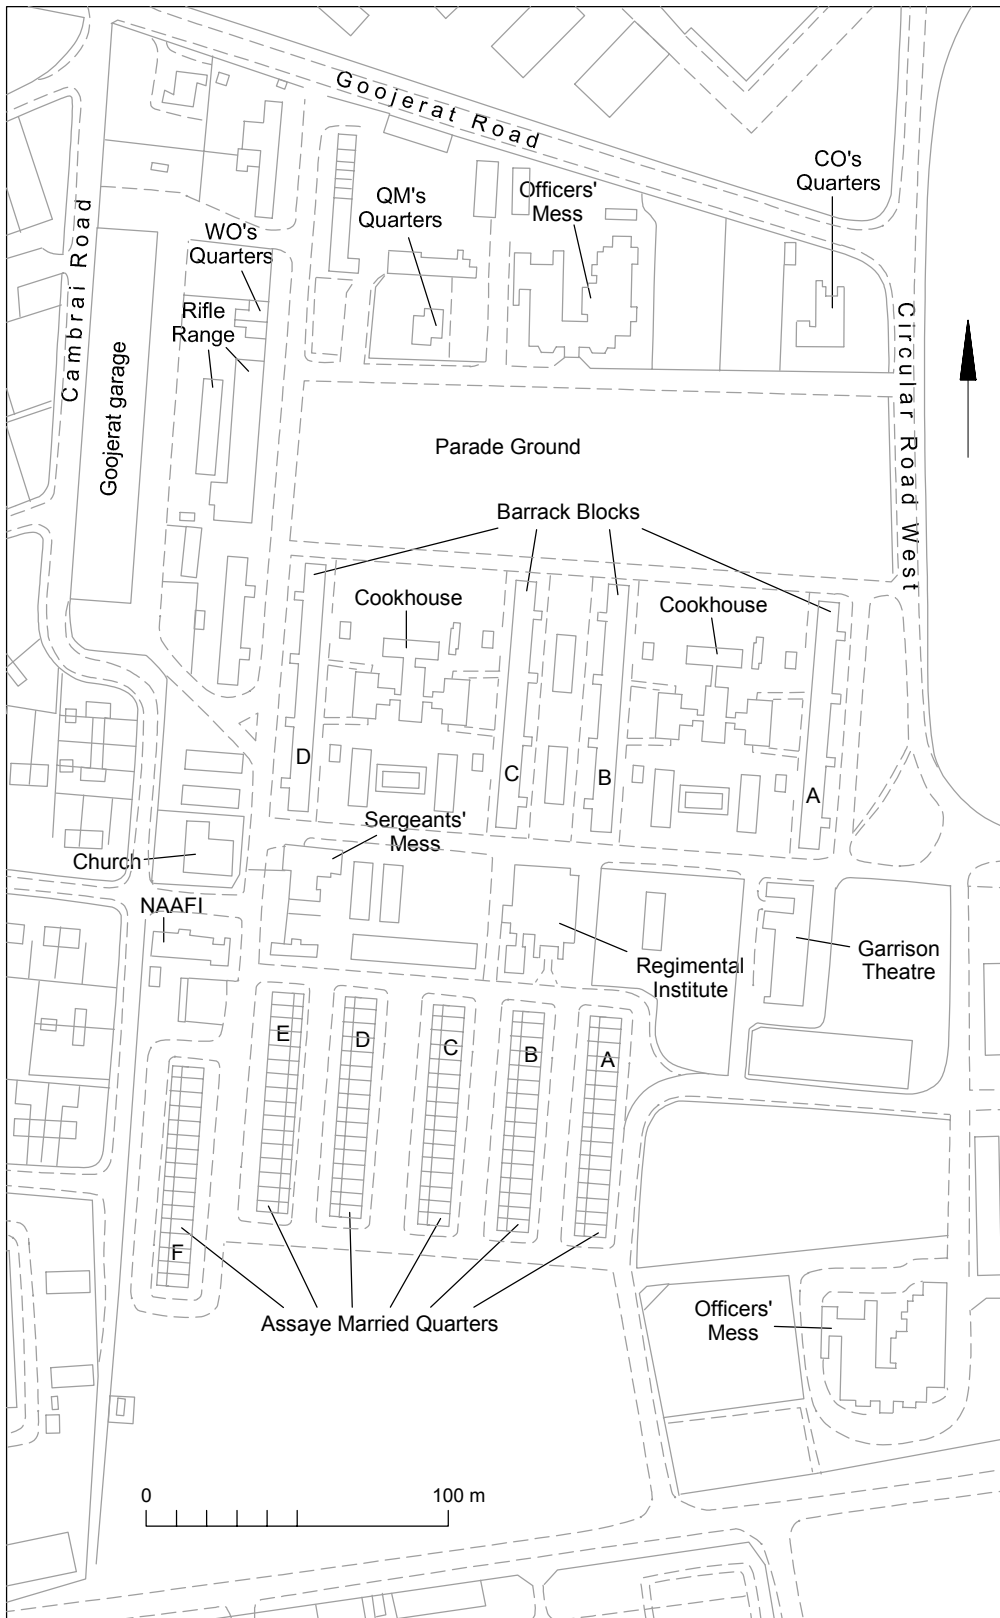 Goojerat Road
CO's
Quarters
QM's
Quarters
Officers'
Mess
WO's
Quarters
Rifle
Range
Cambrai Road
Goojerat garage
Circular Road West
Parade Ground
Barrack Blocks
Cookhouse
Cookhouse
D
C
B
A
Sergeants'
Mess
Church
NAAFI
Regimental
Institute
Garrison
Theatre
E
D
C
B
A
F
Assaye Married Quarters
Officers'
Mess
0
100 m